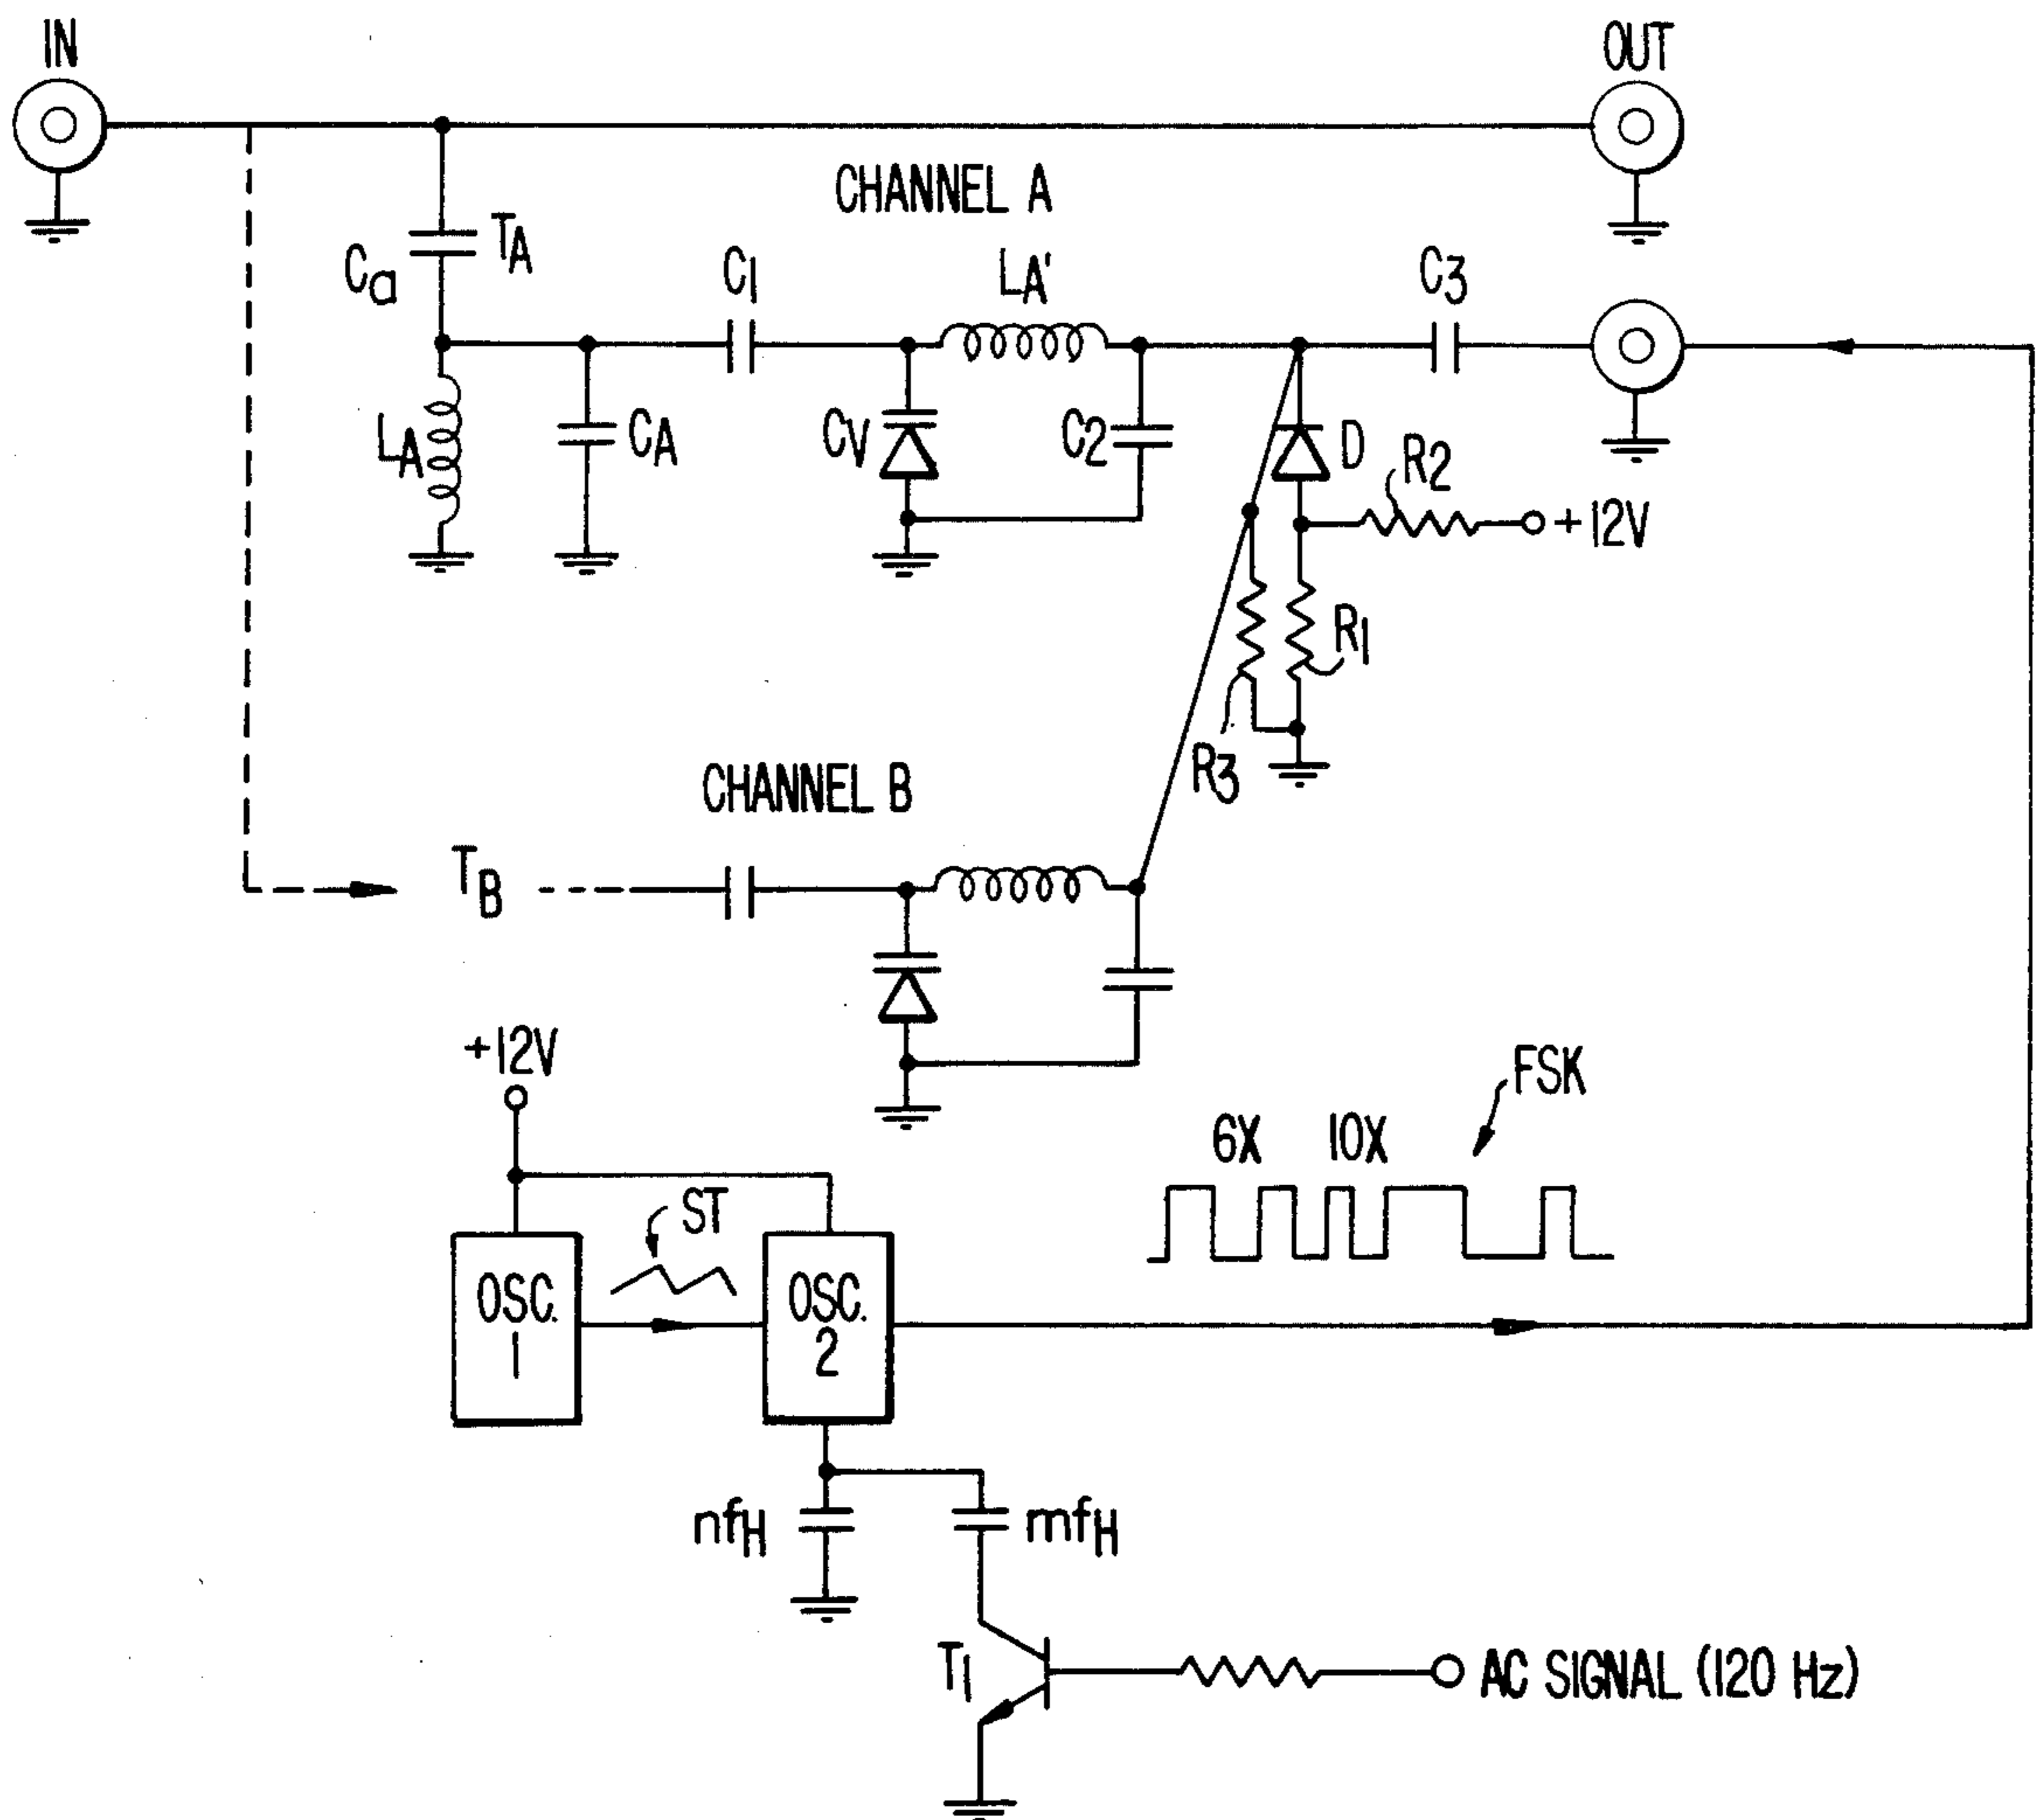 IN
OUT
CHANNEL A
Ca
TA
C1
LA'
C3
LA
CA
CV
C2
D
R2
+12V
R1
R3
CHANNEL B
TB
+12V
FSK
6X
10X
ST
OSC.
1
OSC.
2
nfH
mfH
T1
AC SIGNAL (120 Hz)